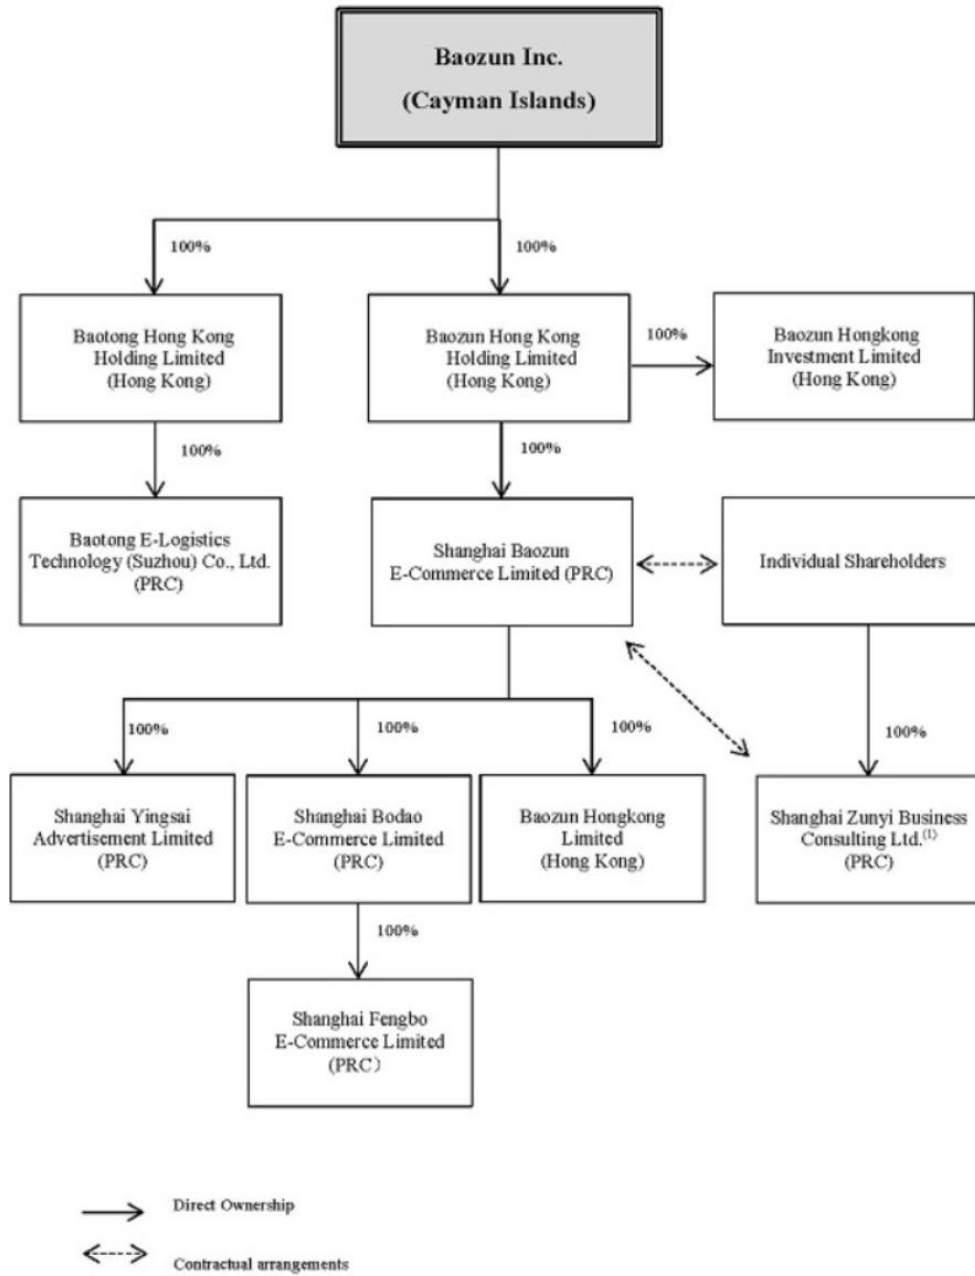 Baozun Inc.
(Cayman Islands)
100%
100%
Baotong Hong Kong
Holding Limited
(Hong Kong)
Baozun Hong Kong
Holding Limited
(Hong Kong)
100%
Baozun Hongkong
Investment Limited
(Hong Kong)
100%
100%
Baotong E-Logistics
Technology (Suzhou) Co., Ltd.
(PRC)
Shanghai Baozun
E-Commerce Limited (PRC)
Individual Shareholders
100%
100%
100%
100%
Shanghai Yingsai
Advertisement Limited
(PRC)
Shanghai Bodao
E-Commerce Limited
(PRC)
Baozun Hongkong
Limited
(Hong Kong)
Shanghai Zunyi Business
Consulting Ltd.(1)
(PRC)
100%
Shanghai Fengbo
E-Commerce Limited
(PRC）
Direct Ownership
Contractual arrangements